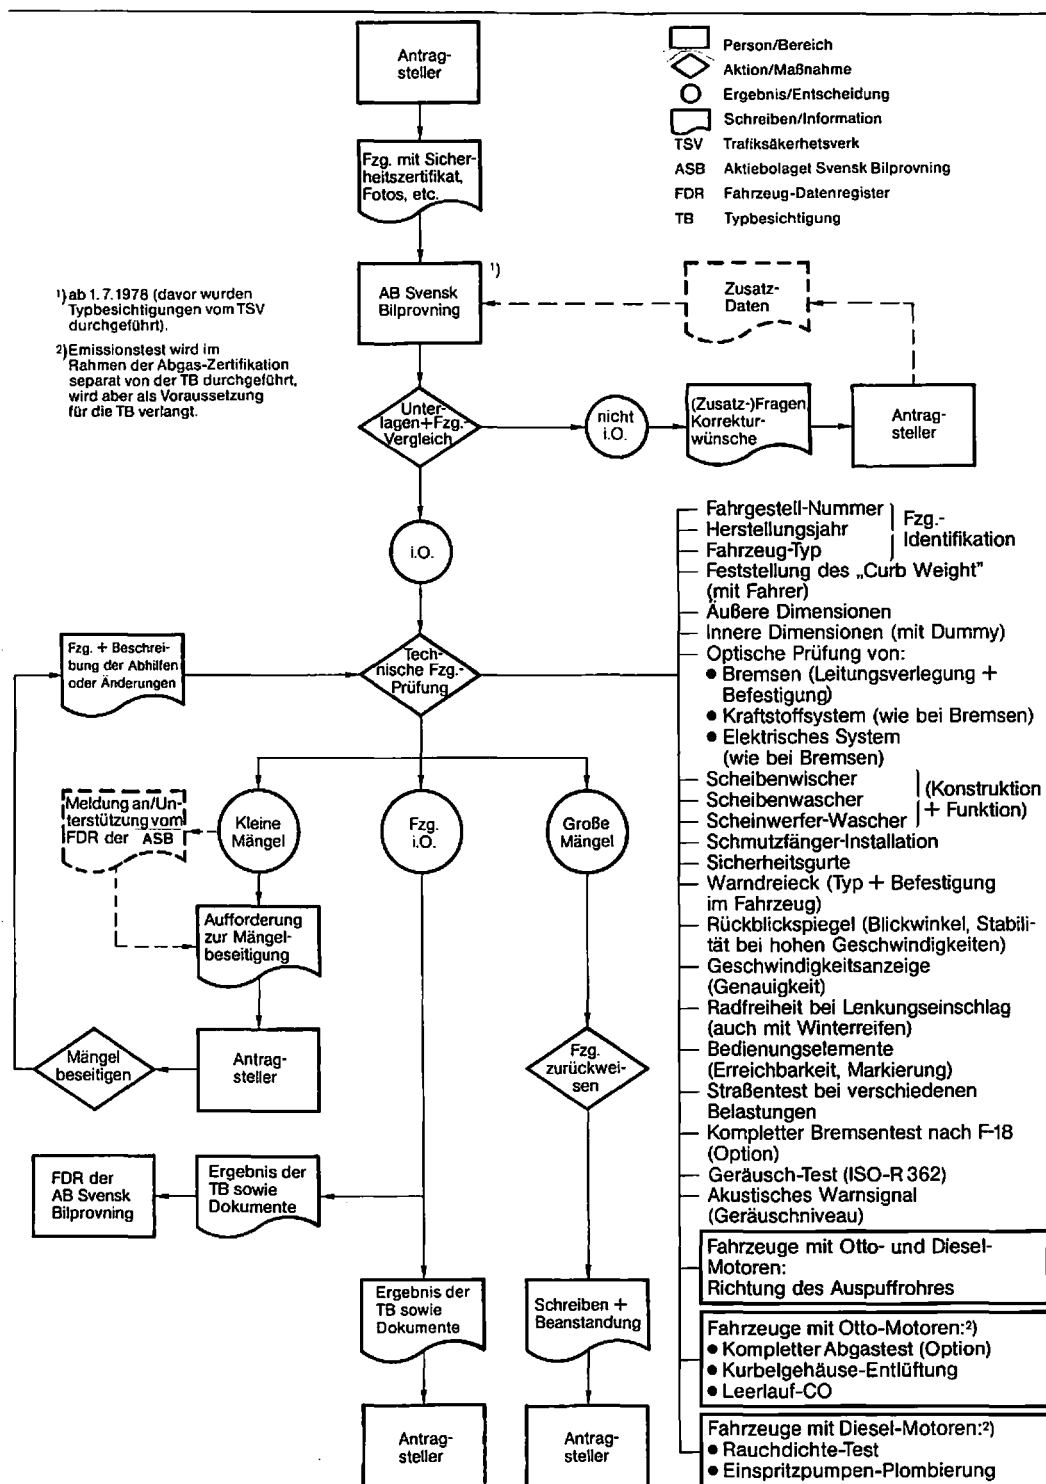 Antrag-
steller
Person/Bereich
Aktion/Maßnahme
Ergebnis/Entscheidung
Schreiben/Information
TSV Trafiksäkerhetsverk
ASB Aktiebolaget Svensk Bilprovning
FDR Fahrzeug-Datenregister
TB Typbesichtigung
Fzg. mit Sicher-
heitszertifikat,
Fotos, etc.
1)
AB Svensk
Bilprovning
Zusatz-
Daten
1) ab 1.7.1978 (davor wurden
Typbesichtigungen vom TSV
durchgeführt).
2) Emissionstest wird im
Rahmen der Abgas-Zertifikation
separat von der TB durchgeführt,
wird aber als Voraussetzung
für die TB verlangt.
Unter-
lagen+Fzg.-
Vergleich
nicht
i.O.
(Zusatz-)Fragen
Korrektur-
wünsche
Antrag-
steller
i.O.
Fzg. + Beschrei-
bung der Abhilfen
oder Änderungen
Tech-
nische Fzg.-
Prüfung
Fahrgestell-Nummer
Herstellungsjahr
Fahrzeug-Typ
Fzg.-
Identifikation
Feststellung des „Curb Weight"
(mit Fahrer)
Äußere Dimensionen
Innere Dimensionen (mit Dummy)
Optische Prüfung von:
● Bremsen (Leitungsverlegung +
Befestigung)
● Kraftstoffsystem (wie bei Bremsen)
● Elektrisches System
(wie bei Bremsen)
Scheibenwischer
Scheibenwascher
Scheinwerfer-Wascher
(Konstruktion
+ Funktion)
Schmutzfänger-Installation
Sicherheitsgurte
Warndreieck (Typ + Befestigung
im Fahrzeug)
Rückblickspiegel (Blickwinkel, Stabili-
tät bei hohen Geschwindigkeiten)
Geschwindigkeitsanzeige
(Genauigkeit)
Radfreiheit bei Lenkungseinschlag
(auch mit Winterreifen)
Bedienungselemente
(Erreichbarkeit, Markierung)
Straßentest bei verschiedenen
Belastungen
Kompletter Bremsentest nach F-18
(Option)
Geräusch-Test (ISO-R 362)
Akustisches Warnsignal
(Geräuschniveau)
Fahrzeuge mit Otto- und Diesel-
Motoren:
Richtung des Auspuffrohres
Fahrzeuge mit Otto-Motoren:2)
● Kompletter Abgastest (Option)
● Kurbelgehäuse-Entlüftung
● Leerlauf-CO
Fahrzeuge mit Diesel-Motoren:2)
● Rauchdichte-Test
● Einspritzpumpen-Plombierung
Meldung an/Un-
terstützung vom
FDR der ASB
Kleine
Mängel
Fzg.
i.O.
Große
Mängel
Aufforderung
zur Mängel-
beseitigung
Mängel
beseitigen
Antrag-
steller
Fzg.
zurückwei-
sen
FDR der
AB Svensk
Bilprovning
Ergebnis der
TB sowie
Dokumente
Ergebnis der
TB sowie
Dokumente
Schreiben +
Beanstandung
Antrag-
steller
Antrag-
steller